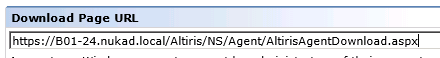 Download Page URL
https://B01-24.nukad.local/Altiris/NS/Agent/AltirisAgentDownload.aspx